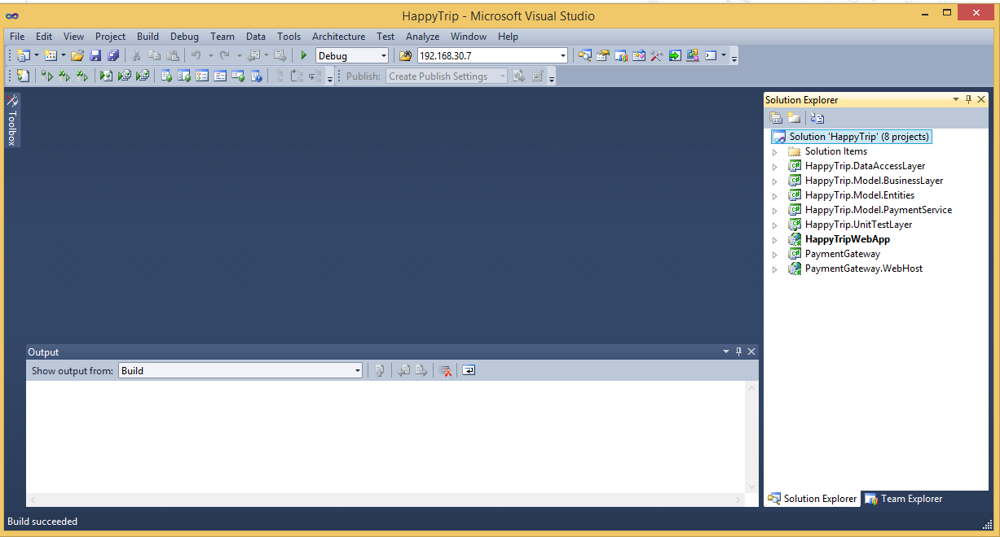 HappyTrip - Microsoft Visual Studio
File Edit View Project Build Debug Team Data Tools Architecture Test Analyze Window Help
Debug 192.168.30.7
Publish: Create Publish Settings
Toolbox
Solution Explorer
Solution 'HappyTrip' (8 projects)
Solution Items
HappyTrip.DataAccessLayer
HappyTrip.Model.BusinessLayer
HappyTrip.Model.Entities
HappyTrip.Model.PaymentService
HappyTrip.UnitTestLayer
HappyTripWebApp
PaymentGateway
PaymentGateway.WebHost
Output
Show output from: Build
Solution Explorer Team Explorer
Build succeeded